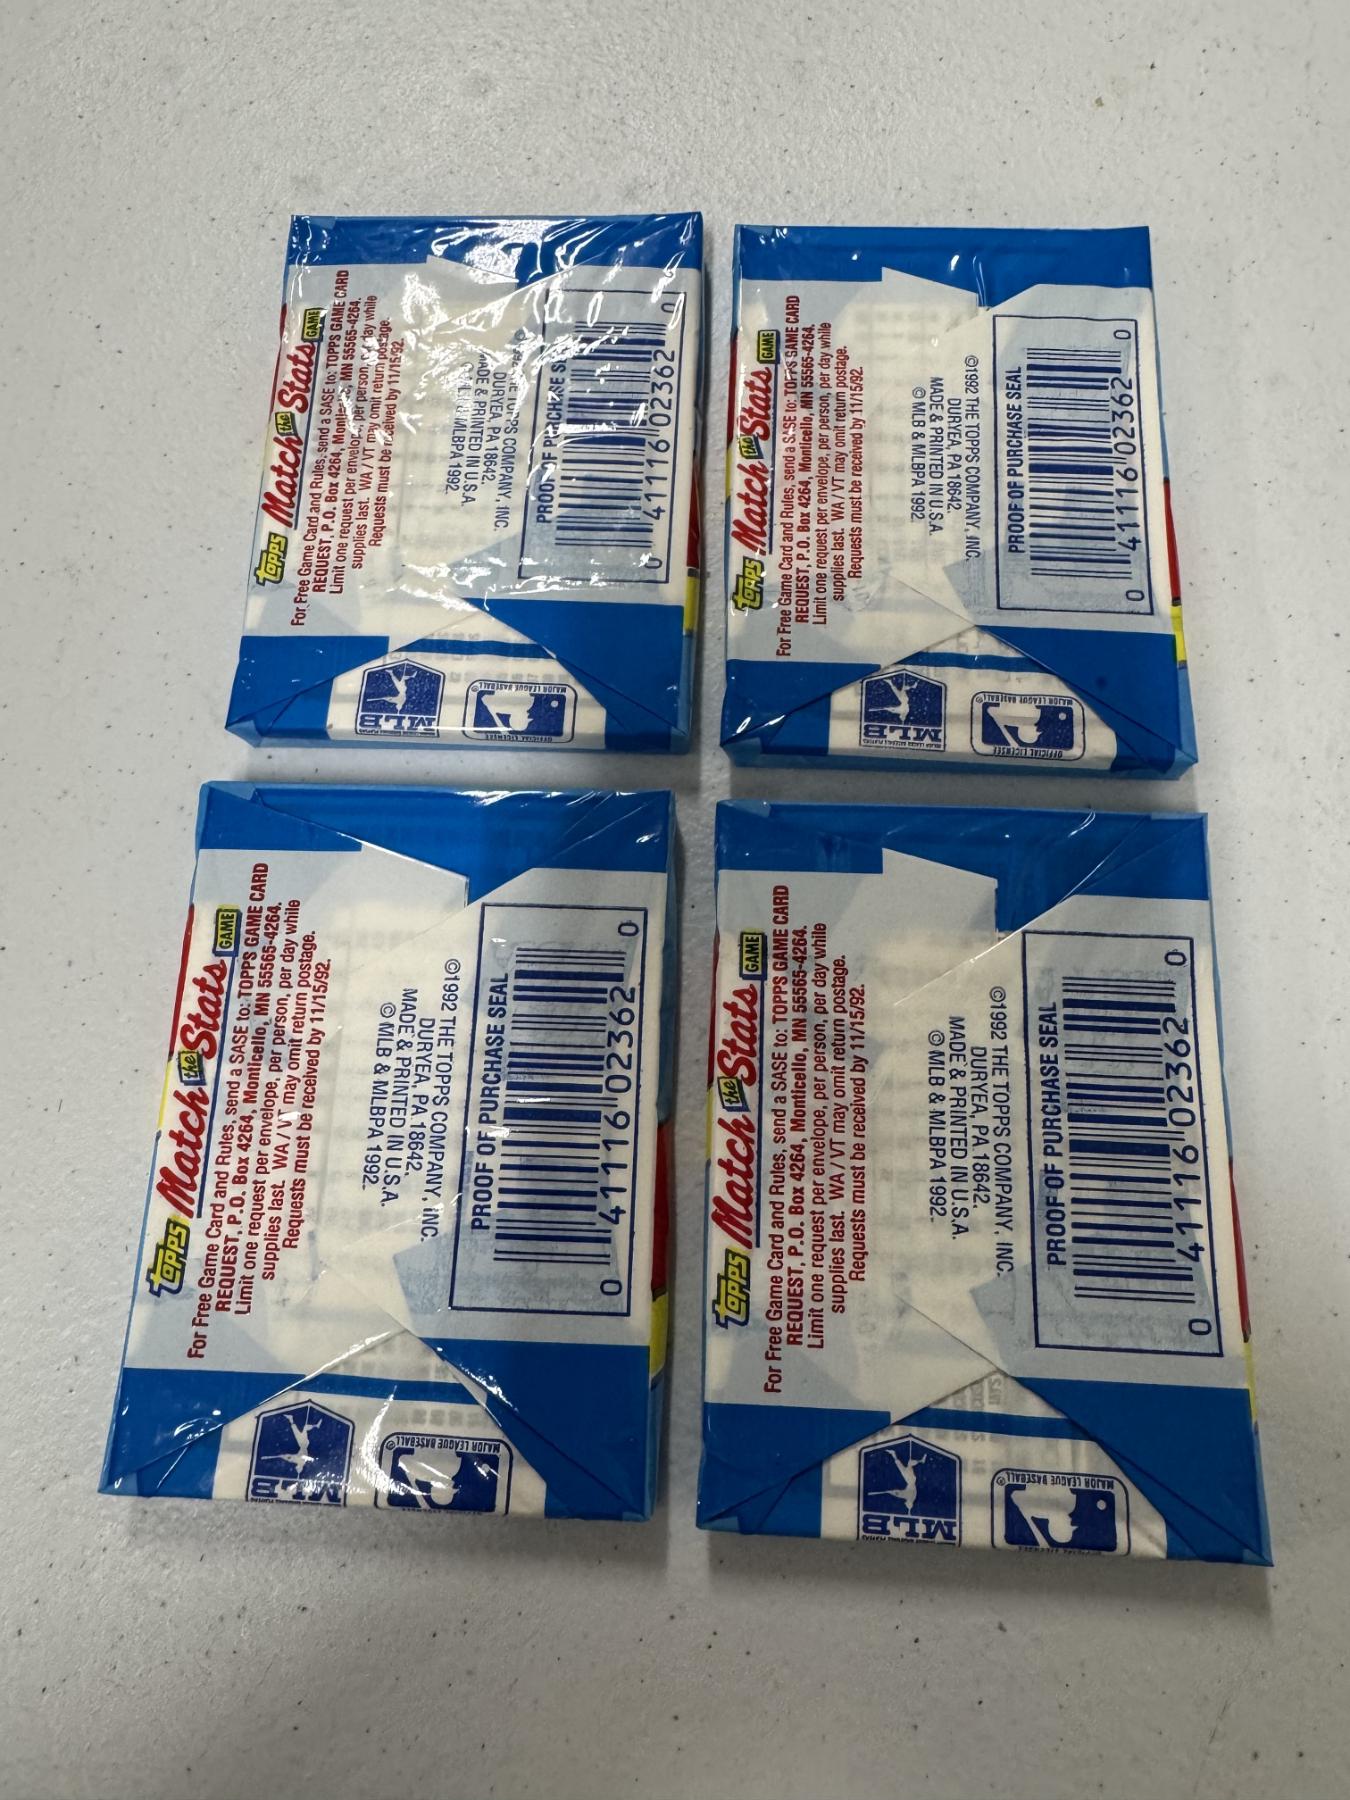 TOPPS Match the Stats GAME
For Free Game Card and Rules, send a SASE to: TOPPS GAME CARD
REQUEST, P.O. Box 4264, Monticello, MN 55565-4264.
Limit one request per envelope, per person, per day while
supplies last. WA / VT may omit return postage.
Requests must be received by 11/15/92.
DURYEA, PA 18642.
MADE & PRINTED IN U.S.A.
MLBPA 1992.
PROOF OF PURCHASE SEAL
0 41116 02362 0
MLB
MAJOR LEAGUE BASEBALL®
OFFICIAL LICENSEE
TOPPS Match the Stats GAME
For Free Game Card and Rules, send a SASE to: TOPPS GAME CARD
REQUEST, P.O. Box 4264, Monticello, MN 55565-4264.
Limit one request per envelope, per person, per day while
supplies last. WA / VT may omit return postage.
Requests must be received by 11/15/92.
©1992 THE TOPPS COMPANY, INC.
DURYEA, PA 18642.
MADE & PRINTED IN U.S.A.
© MLB & MLBPA 1992.
PROOF OF PURCHASE SEAL
0 41116 02362 0
MLB
MAJOR LEAGUE BASEBALL®
OFFICIAL LICENSEE
TOPPS Match the Stats GAME
For Free Game Card and Rules, send a SASE to: TOPPS GAME CARD
REQUEST, P.O. Box 4264, Monticello, MN 55565-4264.
Limit one request per envelope, per person, per day while
supplies last. WA / VT may omit return postage.
Requests must be received by 11/15/92.
©1992 THE TOPPS COMPANY, INC.
DURYEA, PA 18642.
MADE & PRINTED IN U.S.A.
© MLB & MLBPA 1992.
PROOF OF PURCHASE SEAL
0 41116 02362 0
MLB
MAJOR LEAGUE BASEBALL®
TOPPS Match the Stats GAME
For Free Game Card and Rules, send a SASE to: TOPPS GAME CARD
REQUEST, P.O. Box 4264, Monticello, MN 55565-4264.
Limit one request per envelope, per person, per day while
supplies last. WA / VT may omit return postage.
Requests must be received by 11/15/92.
©1992 THE TOPPS COMPANY, INC.
DURYEA, PA 18642.
MADE & PRINTED IN U.S.A.
© MLB & MLBPA 1992.
PROOF OF PURCHASE SEAL
0 41116 02362 0
MLB
MAJOR LEAGUE BASEBALL®